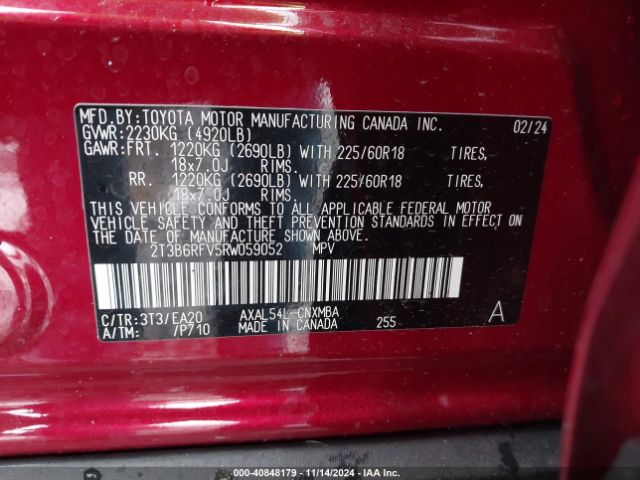 MFD.BY:TOYOTA MOTOR MANUFACTURING CANADA INC. 02/24
GVWR:2230KG (4920LB)
GAWR:FRT. 1220KG (2690LB) WITH 225/60R18 TIRES,
18x7.0J RIMS.
RR. 1220KG (2690LB) WITH 225/60R18 TIRES,
18x7.0J RIMS.
THIS VEHICLE CONFORMS TO ALL APPLICABLE FEDERAL MOTOR
VEHICLE SAFETY AND THEFT PREVENTION STANDARDS IN EFFECT ON
THE DATE OF MANUFACTURE SHOWN ABOVE.
2T3B6RFV5RW059052 MPV
C/TR:3T3/EA20 AXAL54L-CNXMBA
A/TM: /P710 MADE IN CANADA 255 A
00-40848179 - 11/14/2024 - IAA Inc.